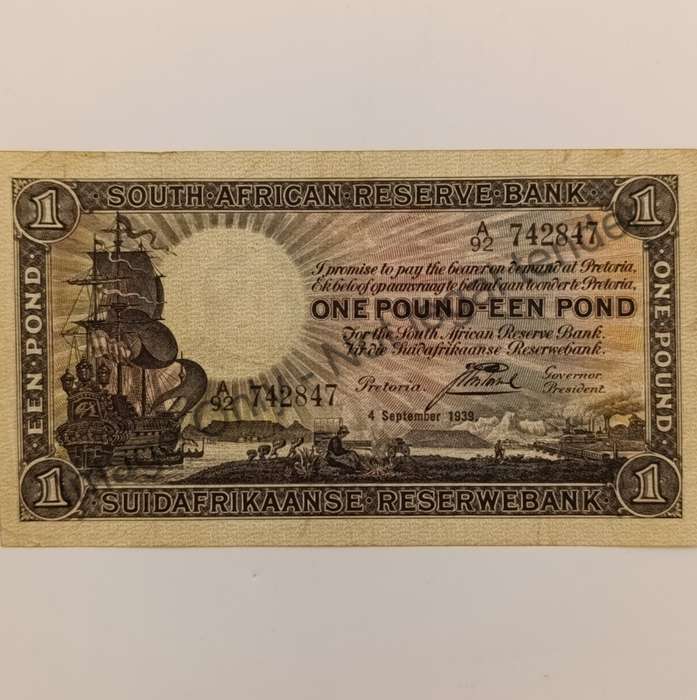 1 · SOUTH · AFRICAN · RESERVE · BANK · 1
A/92 742847
I promise to pay the bearer on demand at Pretoria,
Ek beloof op aanvraag te betaal aan toonder te Pretoria,
ONE POUND-EEN POND
For the South African Reserve Bank.
Vir die Suidafrikaanse Reserwebank.
A/92 742847
Pretoria.
Governor.
President.
4 September 1939.
EEN · POND
ONE · POUND
1 SUIDAFRIKAANSE · RESERWEBANK · 1